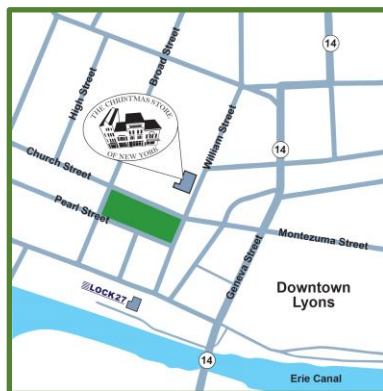 14
Broad Street
High Street
THE CHRISTMAS STORE
OF NEW YORK
William Street
14
Church Street
Pearl Street
Montezuma Street
Geneva Street
Downtown
Lyons
LOCK27
14
Erie Canal